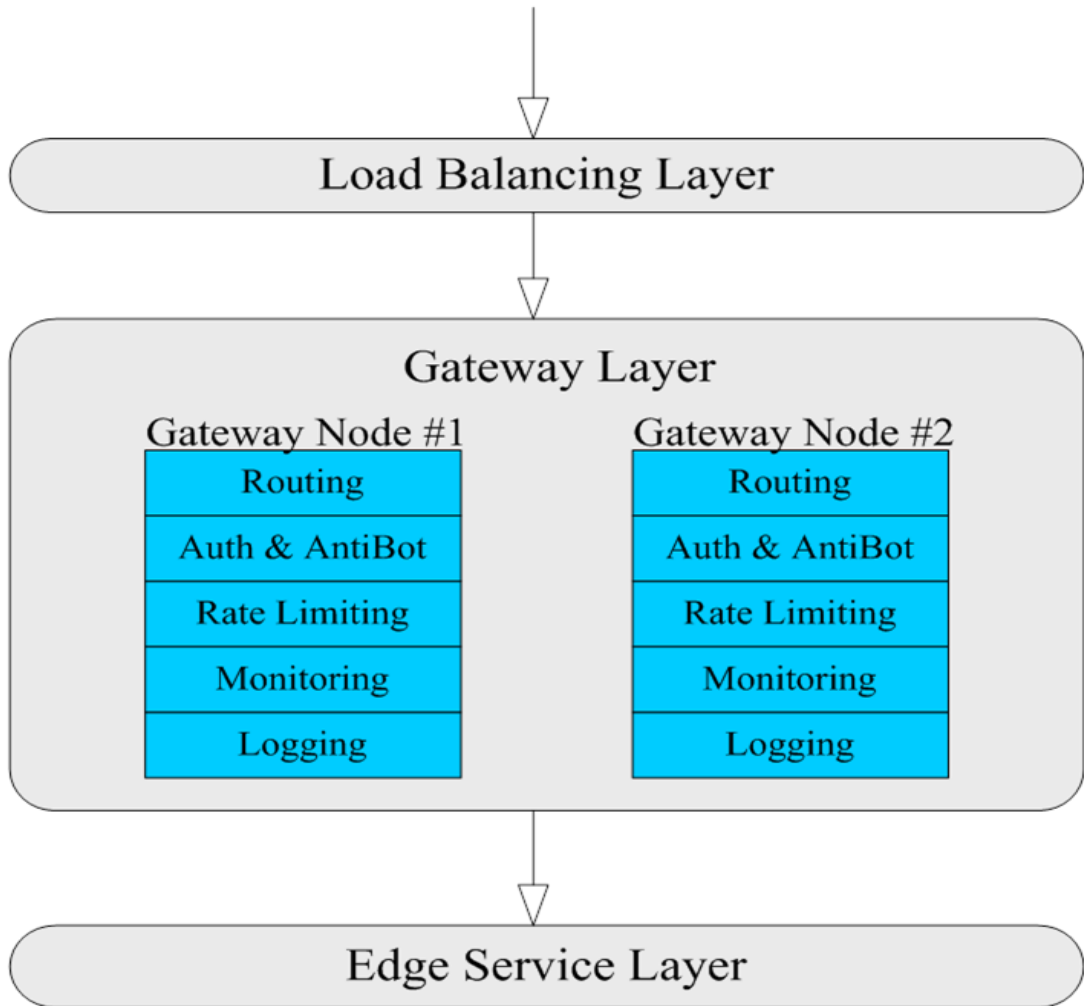 Load Balancing Layer
Gateway Layer
Gateway Node #1
Routing
Auth & AntiBot
Rate Limiting
Monitoring
Logging
Gateway Node #2
Routing
Auth & AntiBot
Rate Limiting
Monitoring
Logging
Edge Service Layer